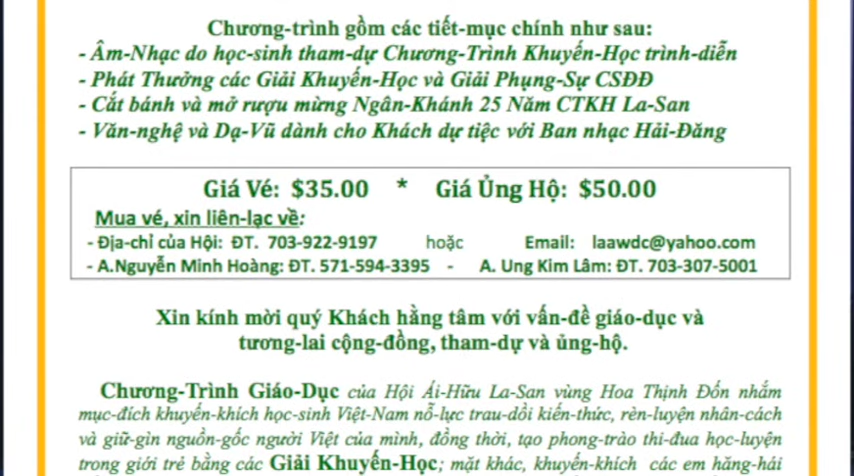 Chương-trình gồm các tiết-mục chính như sau:
- Âm-Nhạc do học-sinh tham-dự Chương-Trình Khuyến-Học trình-diễn
- Phát Thưởng các Giải Khuyến-Học và Giải Phụng-Sự CSĐĐ
- Cắt bánh và mở rượu mừng Ngân-Khánh 25 Năm CTKH La-San
- Văn-nghệ và Dạ-Vũ dành cho Khách dự tiệc với Ban nhạc Hải-Đăng
Giá Vé: $35.00 * Giá Ủng Hộ: $50.00
Mua vé, xin liên-lạc về:
- Địa-chỉ của Hội: ĐT. 703-922-9197 hoặc Email: laawdc@yahoo.com
- A.Nguyễn Minh Hoàng: ĐT. 571-594-3395 - A. Ung Kim Lâm: ĐT. 703-307-5001
Xin kính mời quý Khách hằng tâm với vấn-đề giáo-dục và
tương-lai cộng-đồng, tham-dự và ủng-hộ.
Chương-Trình Giáo-Dục của Hội Ái-Hữu La-San vùng Hoa Thịnh Đốn nhắm
mục-đích khuyến-khích học-sinh Việt-Nam nỗ-lực trau-dồi kiến-thức, rèn-luyện nhân-cách
và giữ-gìn nguồn-gốc người Việt của mình, đồng thời, tạo phong-trào thi-đua học-luyện
trong giới trẻ bằng các Giải Khuyến-Học; mặt khác, khuyến-khích các em hăng-hái